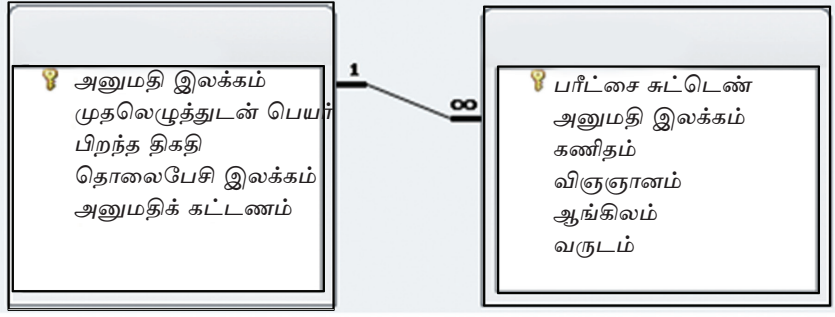 அனுமதி இலக்கம்
முதலெழுத்துடன் பெயர்
பிறந்த திகதி
தொலைபேசி இலக்கம்
அனுமதிக் கட்டணம்
1
∞
பரீட்சை சுட்டெண்
அனுமதி இலக்கம்
கணிதம்
விஞஞானம்
ஆங்கிலம்
வருடம்